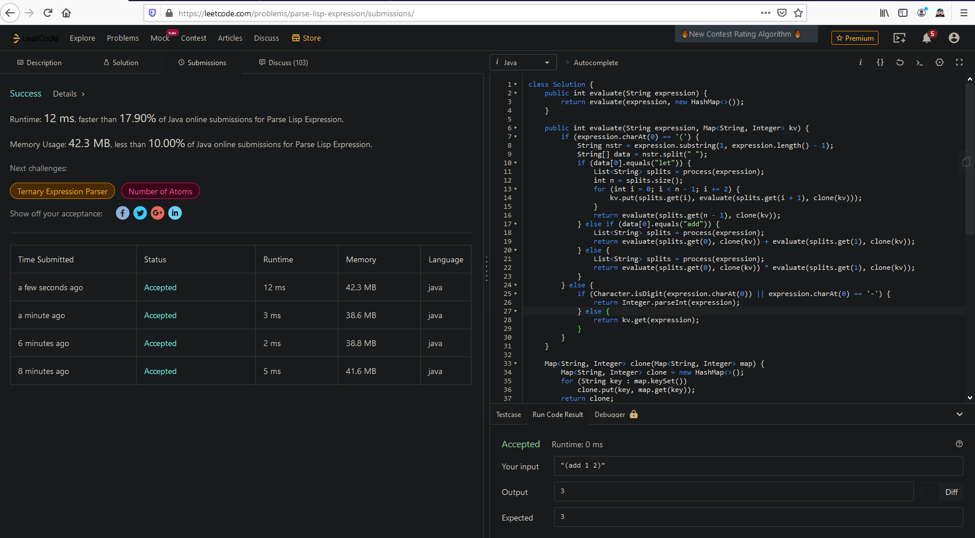 https://leetcode.com/problems/parse-lisp-expression/submissions/
LeetCode Explore Problems Mock New Contest Articles Discuss Store
🔥New Contest Rating Algorithm 🔥
Premium
5
Description Solution Submissions Discuss (103)
i Java Autocomplete
Success Details >
Runtime: 12 ms, faster than 17.90% of Java online submissions for Parse Lisp Expression.
Memory Usage: 42.3 MB, less than 10.00% of Java online submissions for Parse Lisp Expression.
Next challenges:
Ternary Expression Parser Number of Atoms
Show off your acceptance:
Time Submitted Status Runtime Memory Language
a few seconds ago Accepted 12 ms 42.3 MB java
a minute ago Accepted 3 ms 38.6 MB java
6 minutes ago Accepted 2 ms 38.8 MB java
8 minutes ago Accepted 5 ms 41.6 MB java
1 class Solution {
2 public int evaluate(String expression) {
3 return evaluate(expression, new HashMap<>());
4 }
5
6 public int evaluate(String expression, Map<String, Integer> kv) {
7 if (expression.charAt(0) == '(') {
8 String nstr = expression.substring(1, expression.length() - 1);
9 String[] data = nstr.split(" ");
10 if (data[0].equals("let")) {
11 List<String> splits = process(expression);
12 int n = splits.size();
13 for (int i = 0; i < n - 1; i += 2) {
14 kv.put(splits.get(i), evaluate(splits.get(i + 1), clone(kv)));
15 }
16 return evaluate(splits.get(n - 1), clone(kv));
17 } else if (data[0].equals("add")) {
18 List<String> splits = process(expression);
19 return evaluate(splits.get(0), clone(kv)) + evaluate(splits.get(1), clone(kv));
20 } else {
21 List<String> splits = process(expression);
22 return evaluate(splits.get(0), clone(kv)) * evaluate(splits.get(1), clone(kv));
23 }
24 } else {
25 if (Character.isDigit(expression.charAt(0)) || expression.charAt(0) == '-') {
26 return Integer.parseInt(expression);
27 } else {
28 return kv.get(expression);
29 }
30 }
31 }
32
33 Map<String, Integer> clone(Map<String, Integer> map) {
34 Map<String, Integer> clone = new HashMap<>();
35 for (String key : map.keySet())
36 clone.put(key, map.get(key));
37 return clone;
Testcase Run Code Result Debugger
Accepted Runtime: 0 ms
Your input "(add 1 2)"
Output 3 Diff
Expected 3